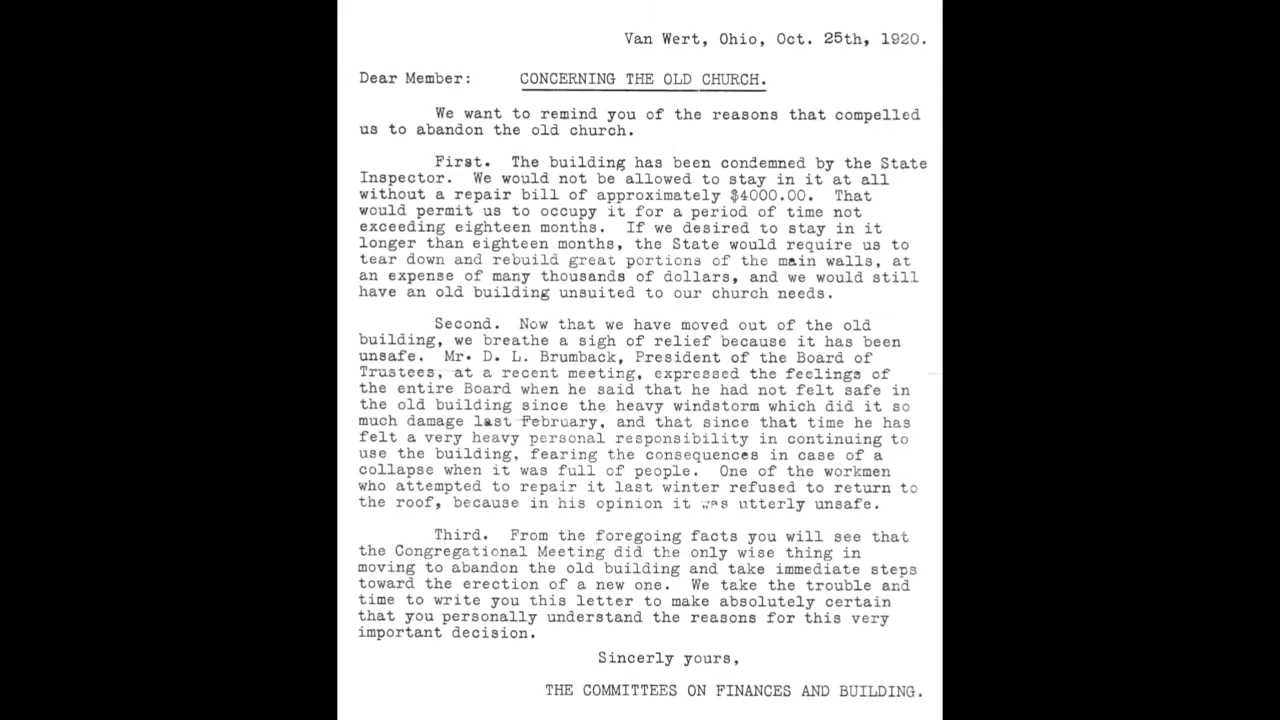 Van Wert, Ohio, Oct. 25th, 1920.
Dear Member: CONCERNING THE OLD CHURCH.
We want to remind you of the reasons that compelled
us to abandon the old church.
First. The building has been condemned by the State
Inspector. We would not be allowed to stay in it at all
without a repair bill of approximately $4000.00. That
would permit us to occupy it for a period of time not
exceeding eighteen months. If we desired to stay in it
longer than eighteen months, the State would require us to
tear down and rebuild great portions of the main walls, at
an expense of many thousands of dollars, and we would still
have an old building unsuited to our church needs.
Second. Now that we have moved out of the old
building, we breathe a sigh of relief because it has been
unsafe. Mr. D. L. Brumback, President of the Board of
Trustees, at a recent meeting, expressed the feelings of
the entire Board when he said that he had not felt safe in
the old building since the heavy windstorm which did it so
much damage last February, and that since that time he has
felt a very heavy personal responsibility in continuing to
use the building, fearing the consequences in case of a
collapse when it was full of people. One of the workmen
who attempted to repair it last winter refused to return to
the roof, because in his opinion it was utterly unsafe.
Third. From the foregoing facts you will see that
the Congregational Meeting did the only wise thing in
moving to abandon the old building and take immediate steps
toward the erection of a new one. We take the trouble and
time to write you this letter to make absolutely certain
that you personally understand the reasons for this very
important decision.
Sincerly yours,
THE COMMITTEES ON FINANCES AND BUILDING.